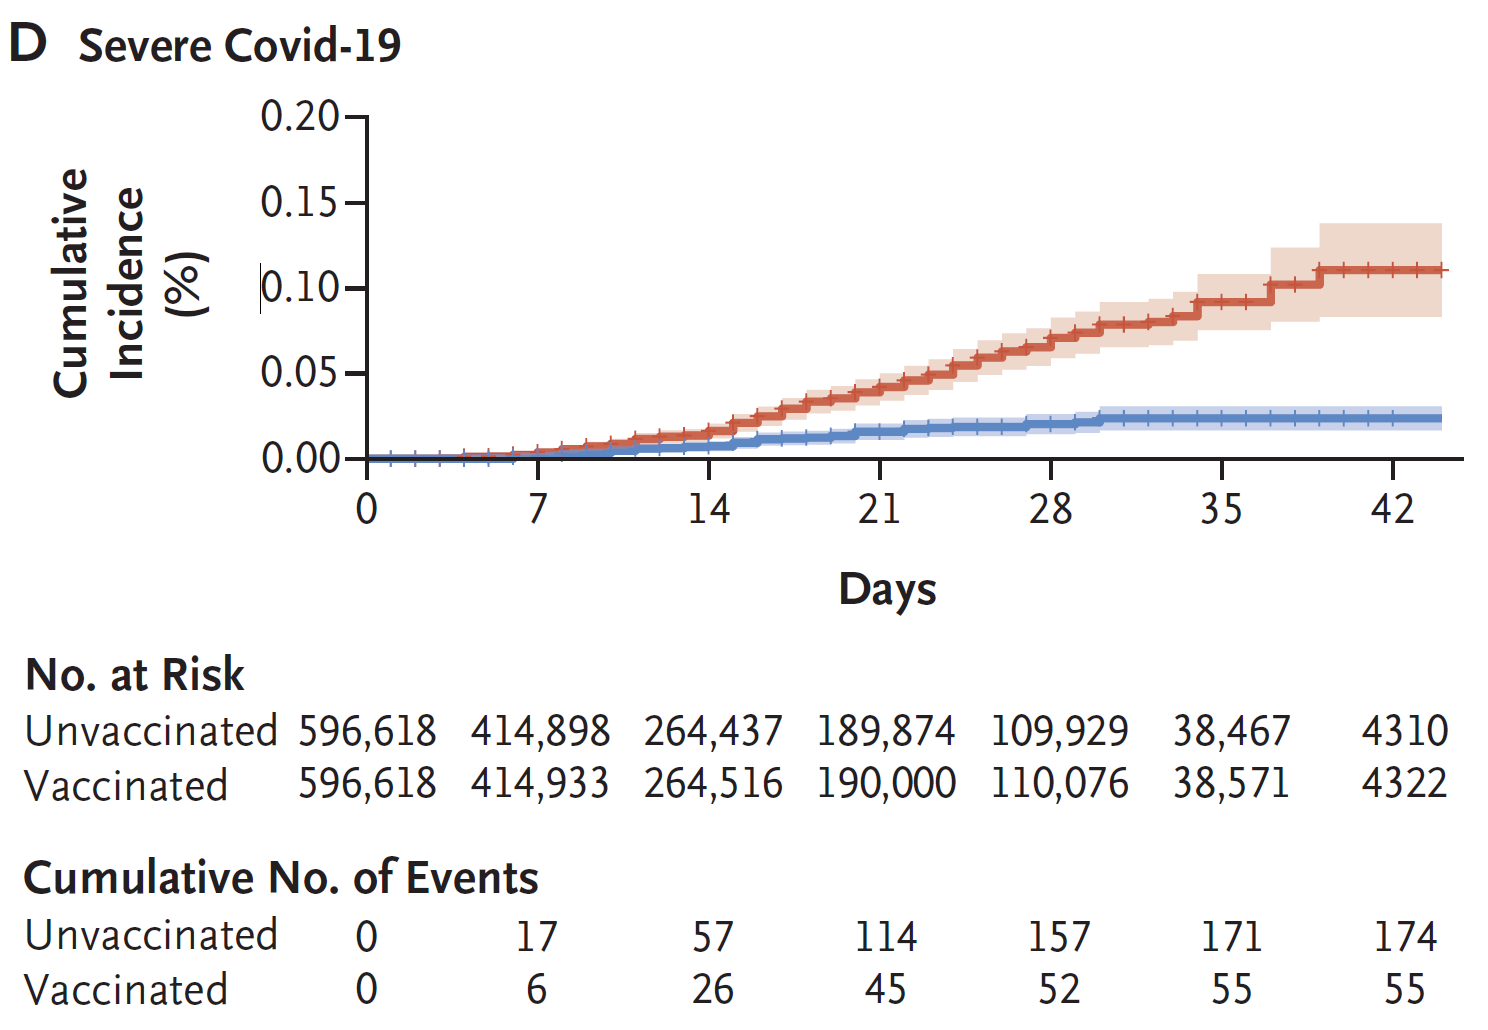 D Severe Covid-19
Cumulative
Incidence
(%)
0.20
0.15
0.10
0.05
0.00
0 7 14 21 28 35 42
Days
No. at Risk
Unvaccinated 596,618 414,898 264,437 189,874 109,929 38,467 4310
Vaccinated 596,618 414,933 264,516 190,000 110,076 38,571 4322
Cumulative No. of Events
Unvaccinated 0 17 57 114 157 171 174
Vaccinated 0 6 26 45 52 55 55